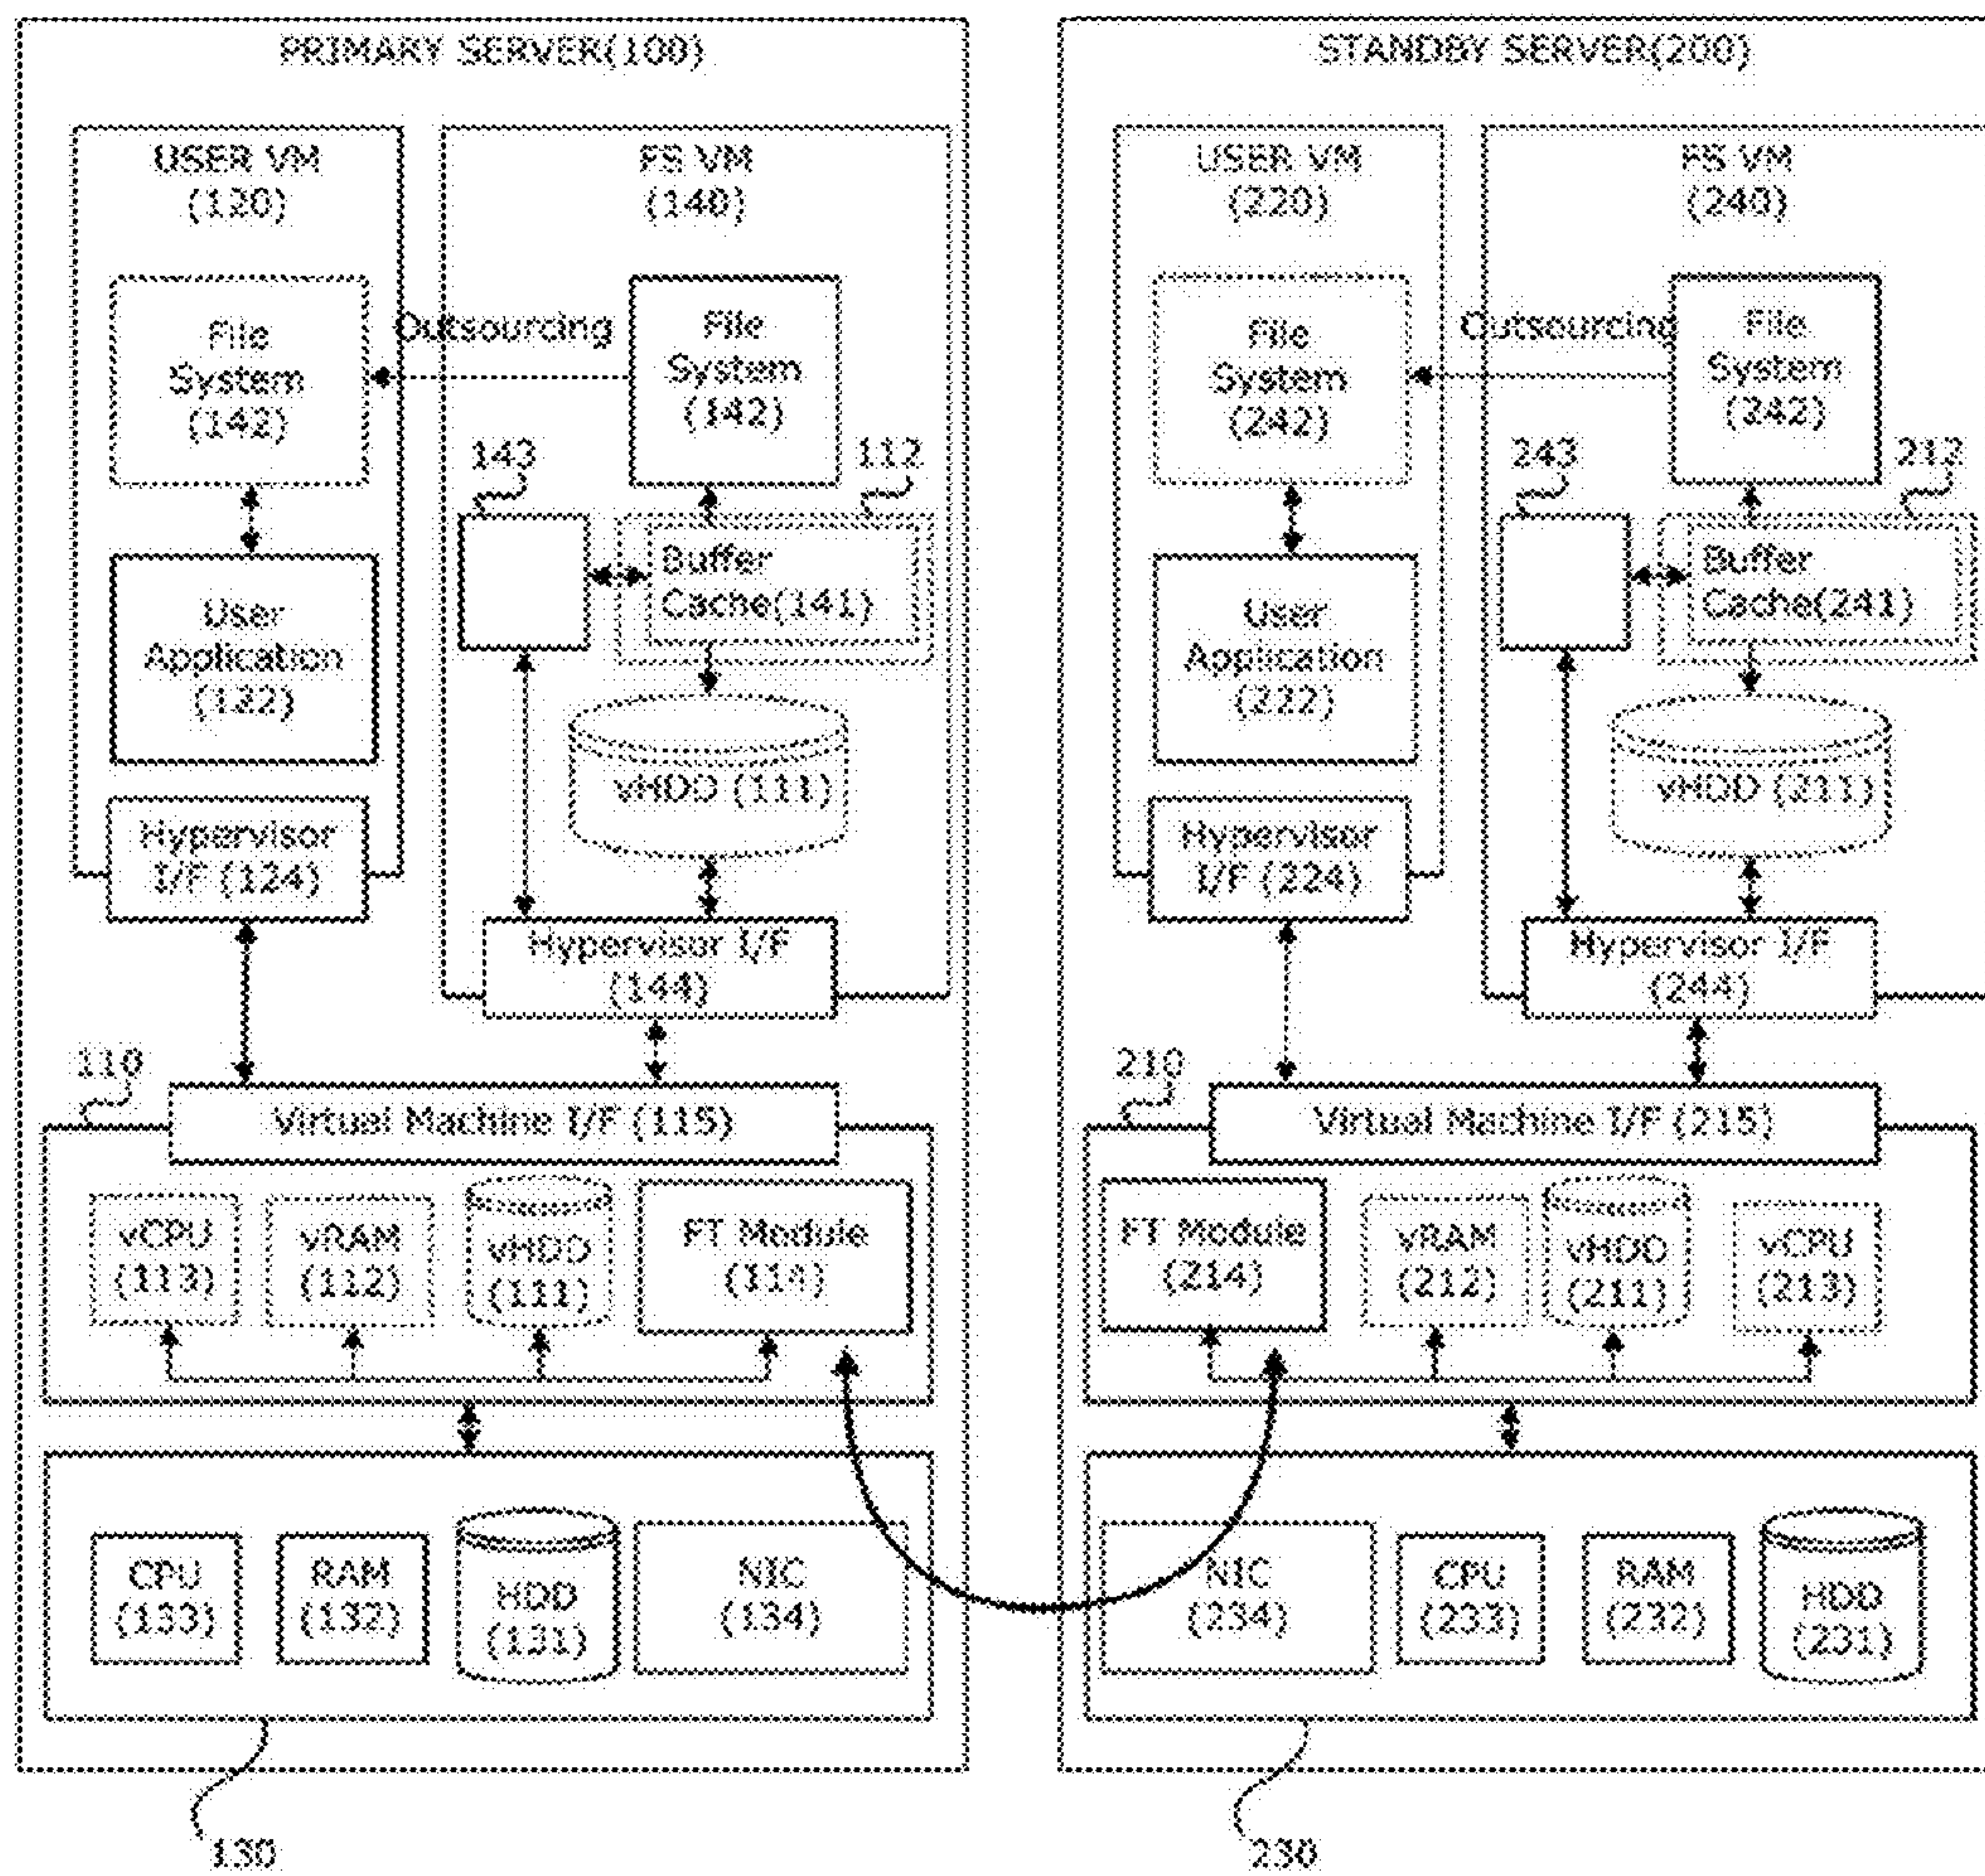 PRIMARY SERVER(100)
USER VM
(120)
FS VM
(140)
File
System
(142)
Outsourcing
File
System
(142)
143
112
User
Application
(122)
Buffer
Cache(141)
vHDD (111)
Hypervisor
I/F (124)
Hypervisor I/F
(144)
110
Virtual Machine I/F (115)
vCPU
(113)
vRAM
(112)
vHDD
(111)
FT Module
(114)
CPU
(133)
RAM
(132)
HDD
(131)
NIC
(134)
130
STANDBY SERVER(200)
USER VM
(220)
FS VM
(240)
File
System
(242)
Outsourcing
File
System
(242)
243
212
User
Application
(222)
Buffer
Cache(241)
vHDD (211)
Hypervisor
I/F (224)
Hypervisor I/F
(244)
210
Virtual Machine I/F (215)
FT Module
(214)
vRAM
(212)
vHDD
(211)
vCPU
(213)
NIC
(234)
CPU
(233)
RAM
(232)
HDD
(231)
230